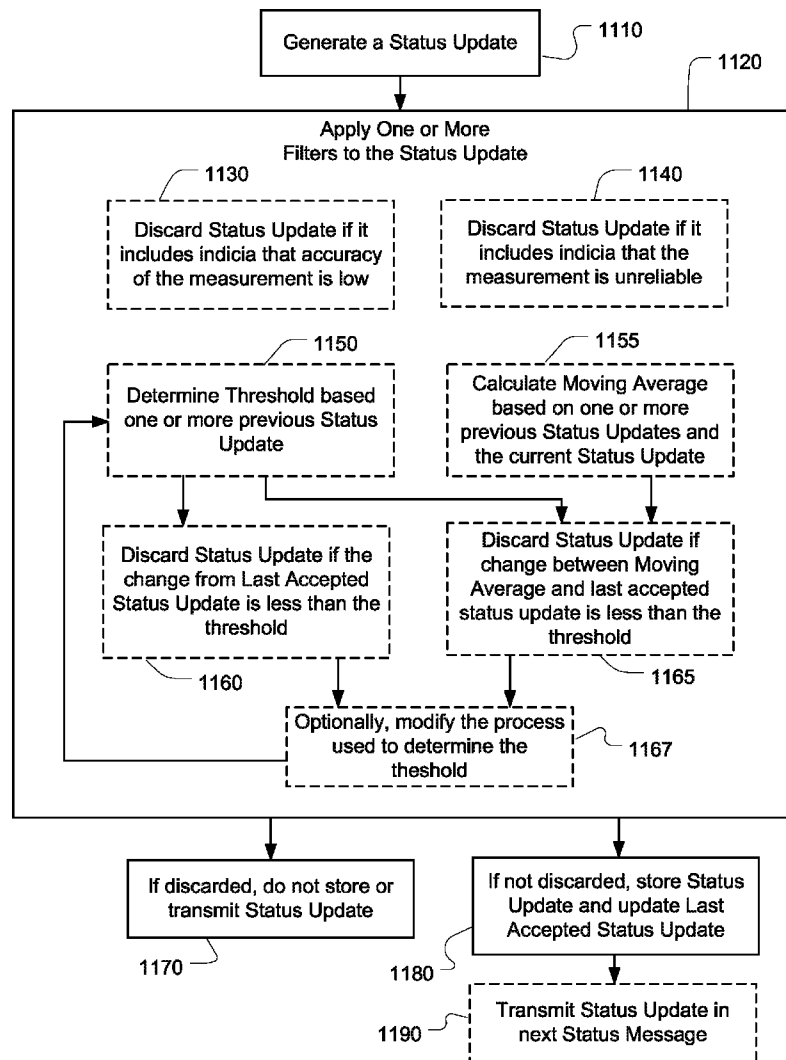 Generate a Status Update
1110
1120
Apply One or More
Filters to the Status Update
1130
1140
Discard Status Update if it
includes indicia that accuracy
of the measurement is low
Discard Status Update if it
includes indicia that the
measurement is unreliable
1150
1155
Determine Threshold based
one or more previous Status
Update
Calculate Moving Average
based on one or more
previous Status Updates and
the current Status Update
Discard Status Update if the
change from Last Accepted
Status Update is less than the
threshold
Discard Status Update if
change between Moving
Average and last accepted
status update is less than the
threshold
1160
1165
Optionally, modify the process
used to determine the
theshold
1167
If discarded, do not store or
transmit Status Update
1170
If not discarded, store Status
Update and update Last
Accepted Status Update
1180
Transmit Status Update in
next Status Message
1190